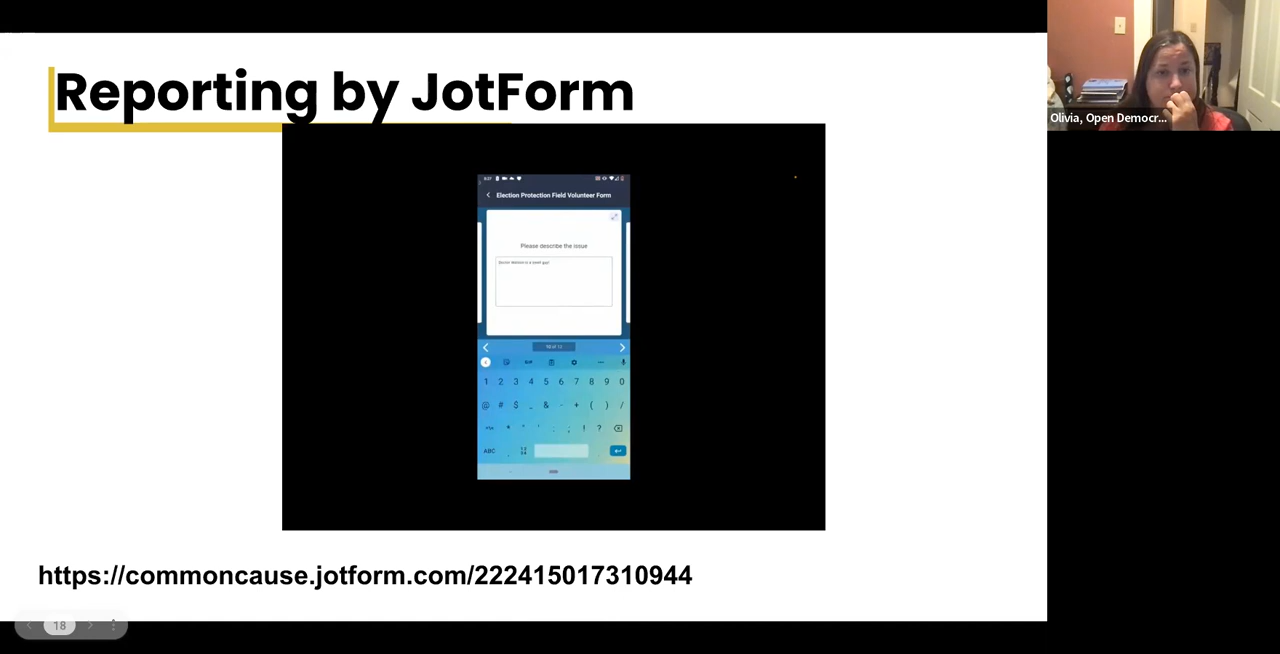 Reporting by JotForm
Olivia, Open Democr...
Election Protection Field Volunteer Form
Please describe the issue
1 2 3 4 5 6 7 8 9 0
@ # $ _ & - + ( ) /
ABC
https://commoncause.jotform.com/222415017310944
18